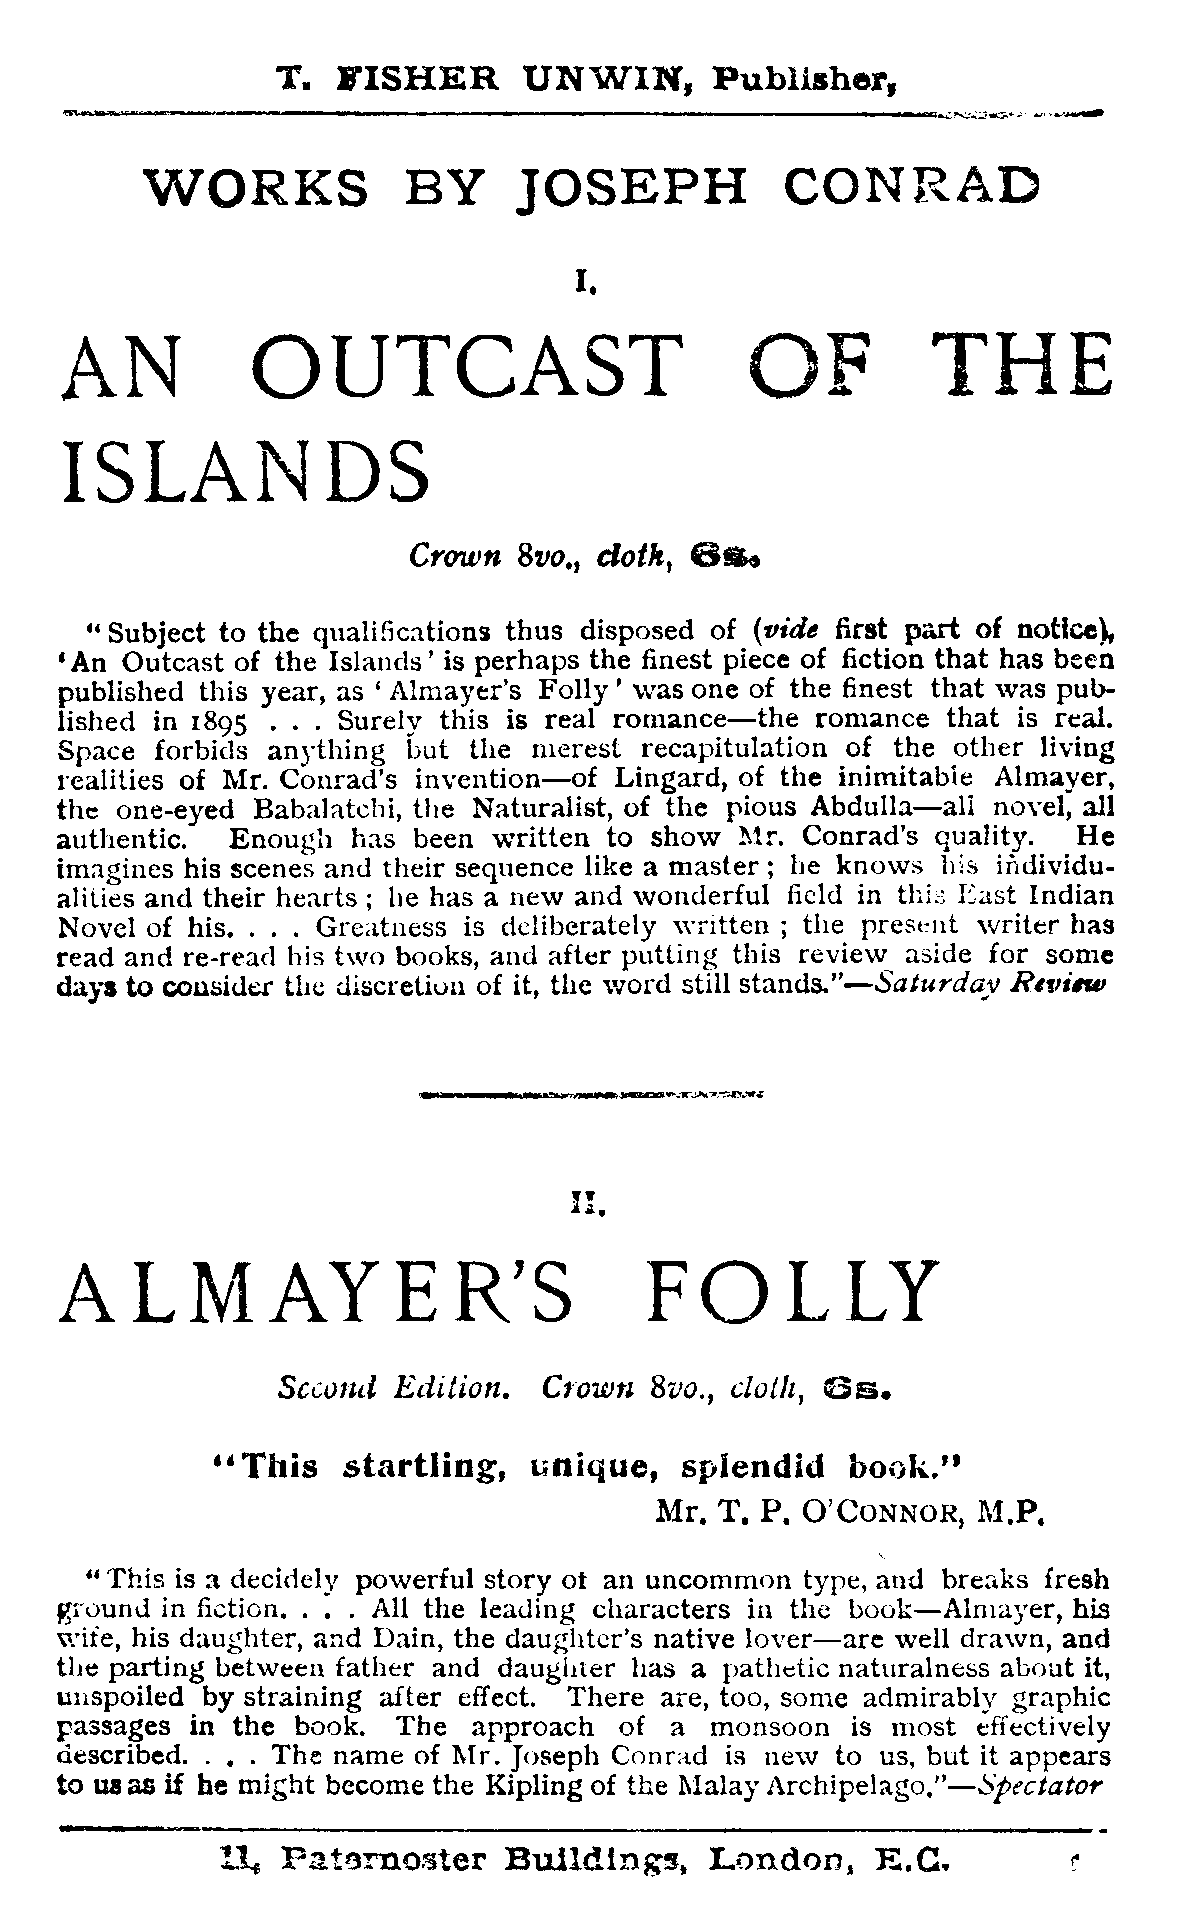 T. FISHER UNWIN, Publisher,
WORKS BY JOSEPH CONRAD
I.
AN OUTCAST OF THE
ISLANDS
Crown 8vo., cloth, 6s.
“Subject to the qualifications thus disposed of (vide first part of notice),
‘An Outcast of the Islands’ is perhaps the finest piece of fiction that has been
published this year, as ‘Almayer’s Folly’ was one of the finest that was pub-
lished in 1895 . . . Surely this is real romance—the romance that is real.
Space forbids anything but the merest recapitulation of the other living
realities of Mr. Conrad’s invention—of Lingard, of the inimitable Almayer,
the one-eyed Babalatchi, the Naturalist, of the pious Abdulla—all novel, all
authentic. Enough has been written to show Mr. Conrad’s quality. He
imagines his scenes and their sequence like a master; he knows his individu-
alities and their hearts; he has a new and wonderful field in this East Indian
Novel of his. . . . Greatness is deliberately written; the present writer has
read and re-read his two books, and after putting this review aside for some
days to consider the discretion of it, the word still stands.”—Saturday Review
II.
ALMAYER’S FOLLY
Second Edition. Crown 8vo., cloth, 6s.
“This startling, unique, splendid book.”
Mr. T. P. O’CONNOR, M.P.
“This is a decidely powerful story of an uncommon type, and breaks fresh
ground in fiction. . . . All the leading characters in the book—Almayer, his
wife, his daughter, and Dain, the daughter’s native lover—are well drawn, and
the parting between father and daughter has a pathetic naturalness about it,
unspoiled by straining after effect. There are, too, some admirably graphic
passages in the book. The approach of a monsoon is most effectively
described. . . . The name of Mr. Joseph Conrad is new to us, but it appears
to us as if he might become the Kipling of the Malay Archipelago.”—Spectator
11, Paternoster Buildings, London, E.C.